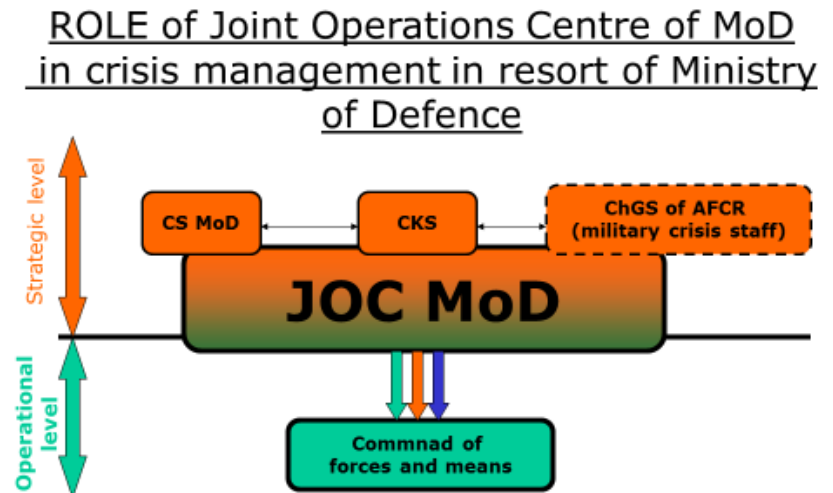 ROLE of Joint Operations Centre of MoD
in crisis management in resort of Ministry
of Defence
Strategic level
CS MoD
CKS
ChGS of AFCR
(military crisis staff)
JOC MoD
Operational
level
Commnad of
forces and means